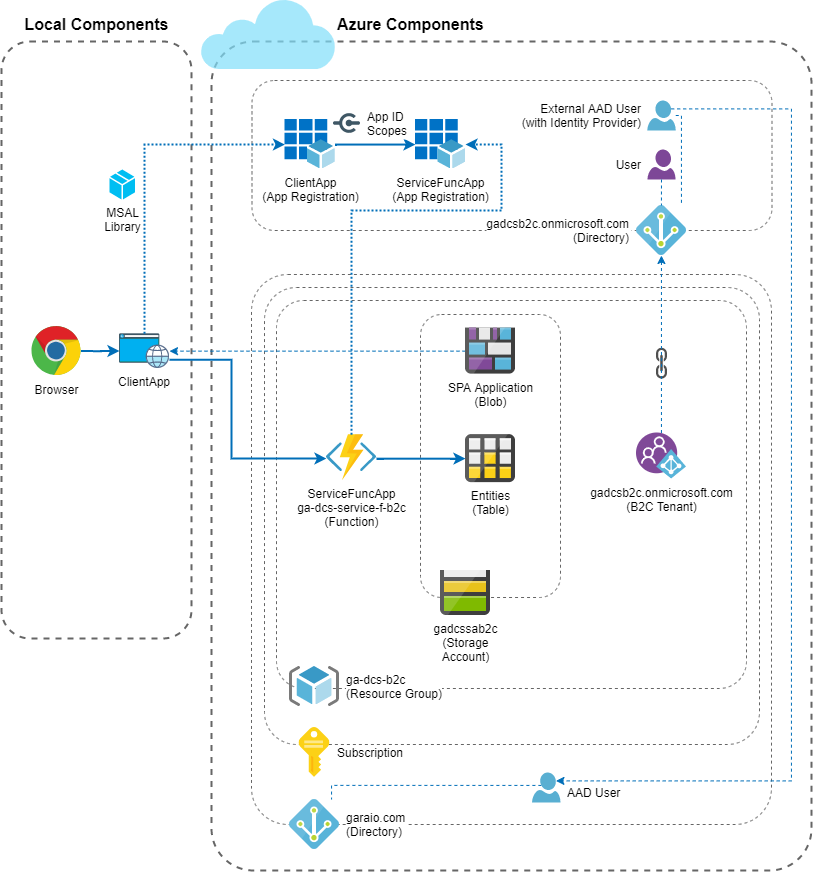 Local Components
Azure Components
App ID
Scopes
External AAD User
(with Identity Provider)
User
ClientApp
(App Registration)
ServiceFuncApp
(App Registration)
MSAL
Library
gadcsb2c.onmicrosoft.com
(Directory)
Browser
ClientApp
SPA Application
(Blob)
ServiceFuncApp
ga-dcs-service-f-b2c
(Function)
Entities
(Table)
gadcsb2c.onmicrosoft.com
(B2C Tenant)
gadcssab2c
(Storage
Account)
ga-dcs-b2c
(Resource Group)
Subscription
AAD User
garaio.com
(Directory)